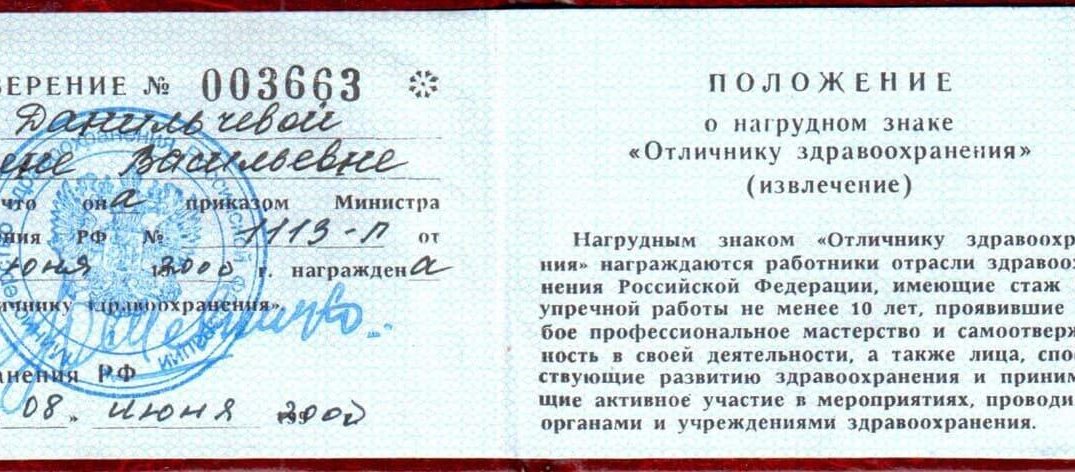 ВЕРЕНИЕ № 003663
Данильчевой
ене Васильевне
что она приказом Министра
ния РФ № 1113-п от
июня 2000 г. награждена
личнику здравоохранения».
анения РФ
08 » июня 2000
ПОЛОЖЕНИЕ
о нагрудном знаке
«Отличнику здравоохранения»
(извлечение)
Нагрудным знаком «Отличнику здравоохр
ния» награждаются работники отрасли здравоох
нения Российской Федерации, имеющие стаж
упречной работы не менее 10 лет, проявившие
бое профессиональное мастерство и самоотверж
ность в своей деятельности, а также лица, спо
ствующие развитию здравоохранения и приним
щие активное участие в мероприятиях, проводи
органами и учреждениями здравоохранения.